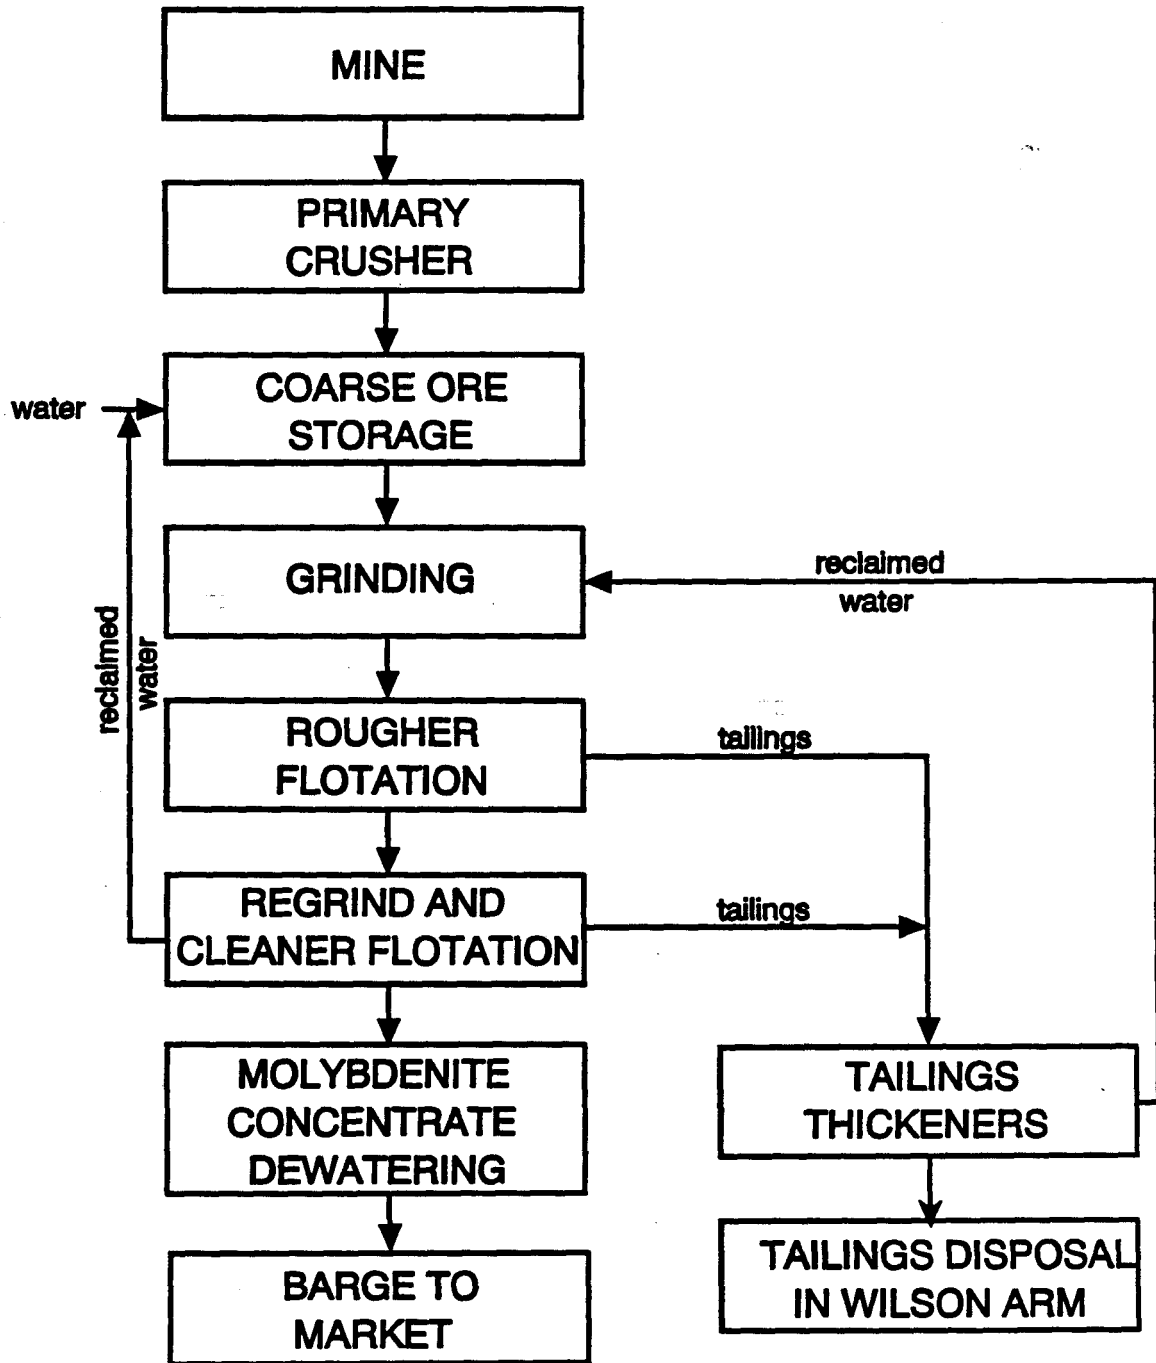 MINE
PRIMARY
CRUSHER
COARSE ORE
STORAGE
water
GRINDING
reclaimed
water
reclaimed
water
ROUGHER
FLOTATION
tailings
REGRIND AND
CLEANER FLOTATION
tailings
MOLYBDENITE
CONCENTRATE
DEWATERING
TAILINGS
THICKENERS
BARGE TO
MARKET
TAILINGS DISPOSAL
IN WILSON ARM